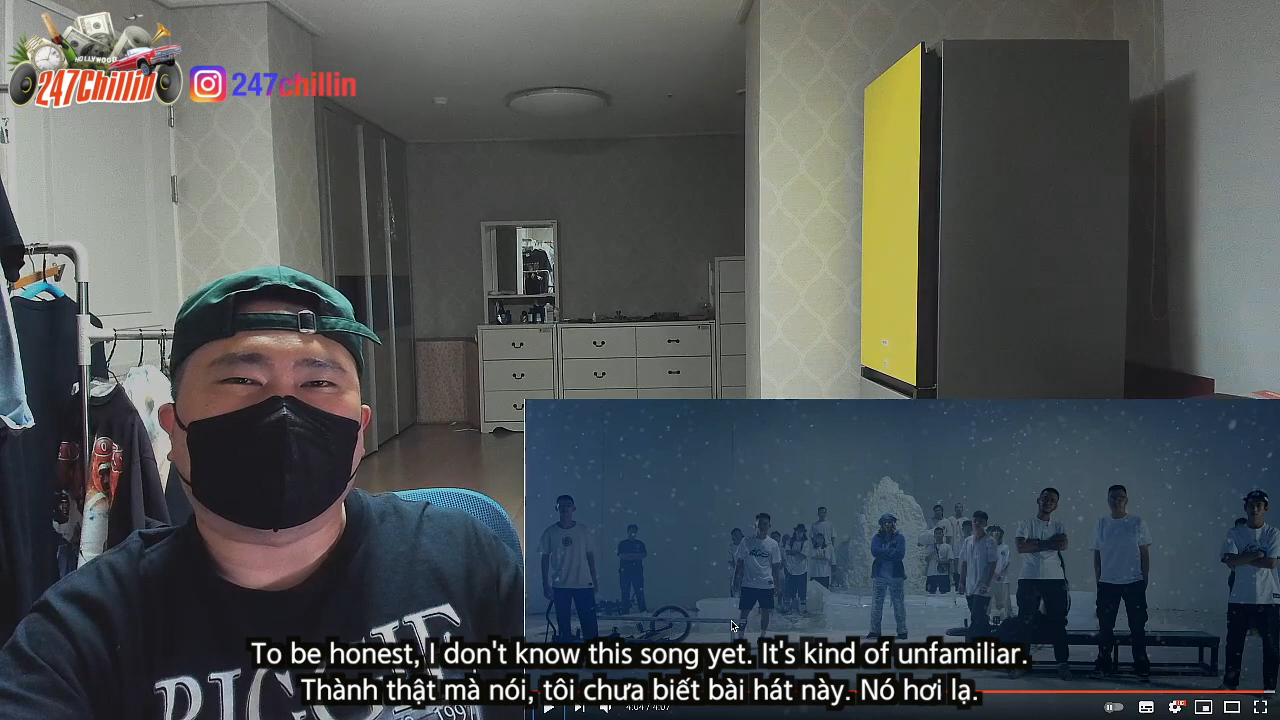 HOLLYWOOD
247Chillin
247chillin
BIGGIE
To be honest, I don't know this song yet. It's kind of unfamiliar.
Thành thật mà nói, tôi chưa biết bài hát này. Nó hơi lạ.
4:04 / 4:07